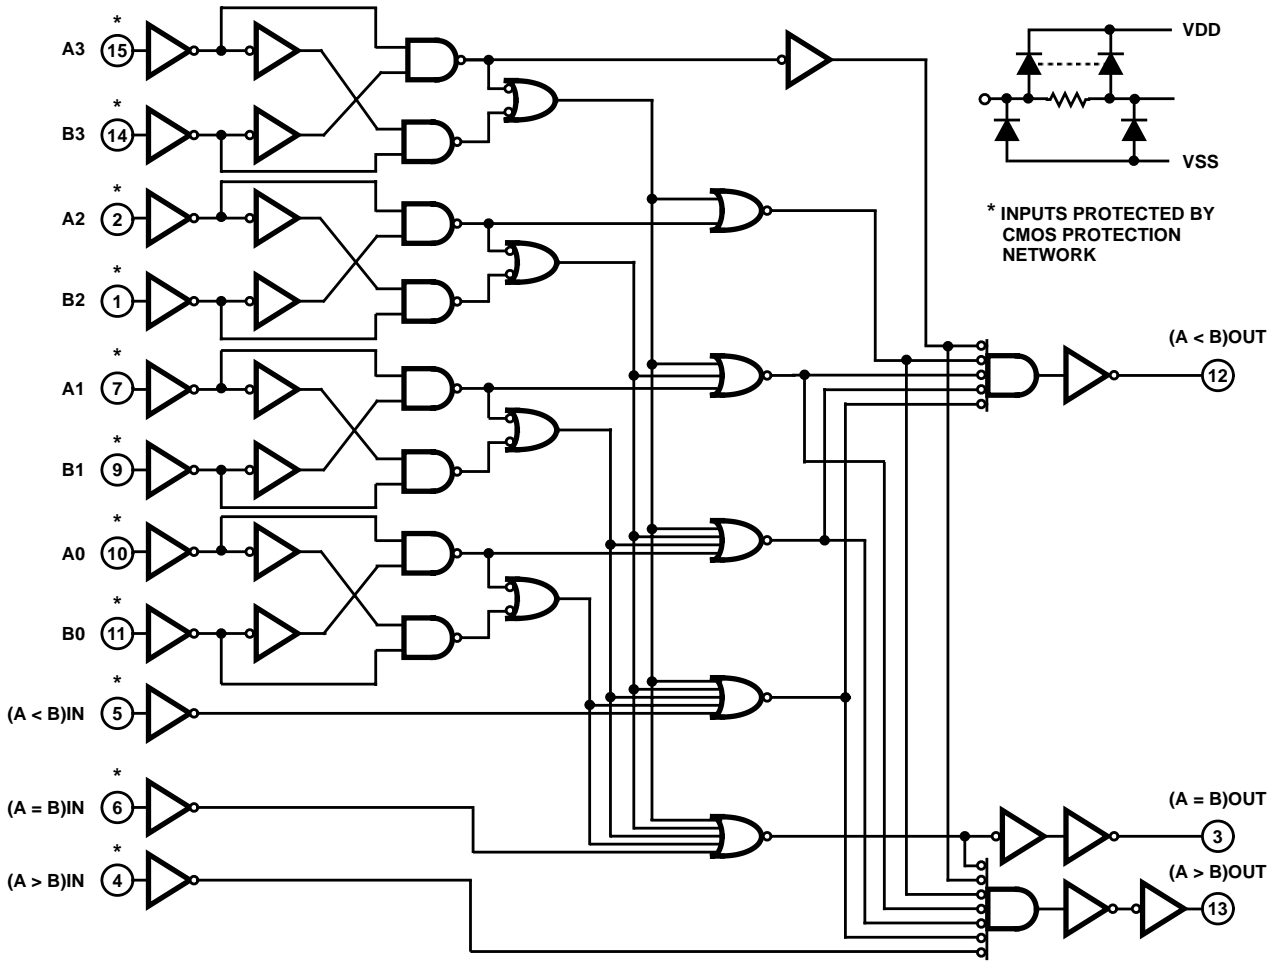 *
A3 15
*
B3 14
*
A2 2
*
B2 1
*
A1 7
*
B1 9
*
A0 10
*
B0 11
*
(A < B)IN 5
*
(A = B)IN 6
*
(A > B)IN 4
VDD
VSS
* INPUTS PROTECTED BY
CMOS PROTECTION
NETWORK
(A < B)OUT
12
(A = B)OUT
3
(A > B)OUT
13